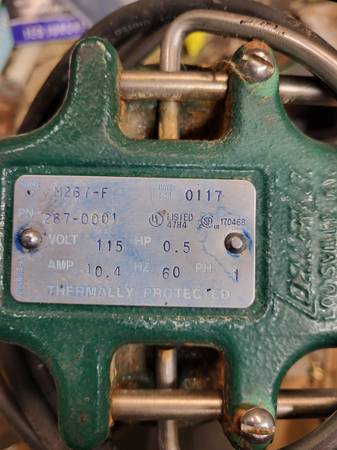 M267-F 0117
PN 267-0001 LISTED 47H4 170468
VOLT 115 HP 0.5
AMP 10.4 HZ 60 PH 1
THERMALLY PROTECTED